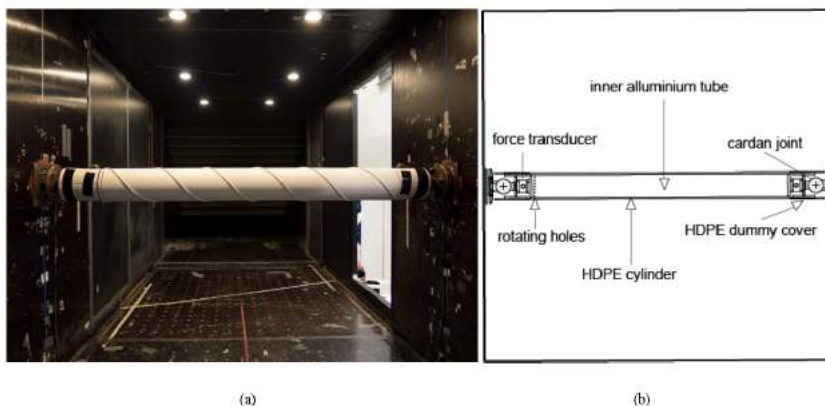 inner alluminium tube
force transducer
cardan joint
rotating holes
HDPE dummy cover
HDPE cylinder
(a)
(b)